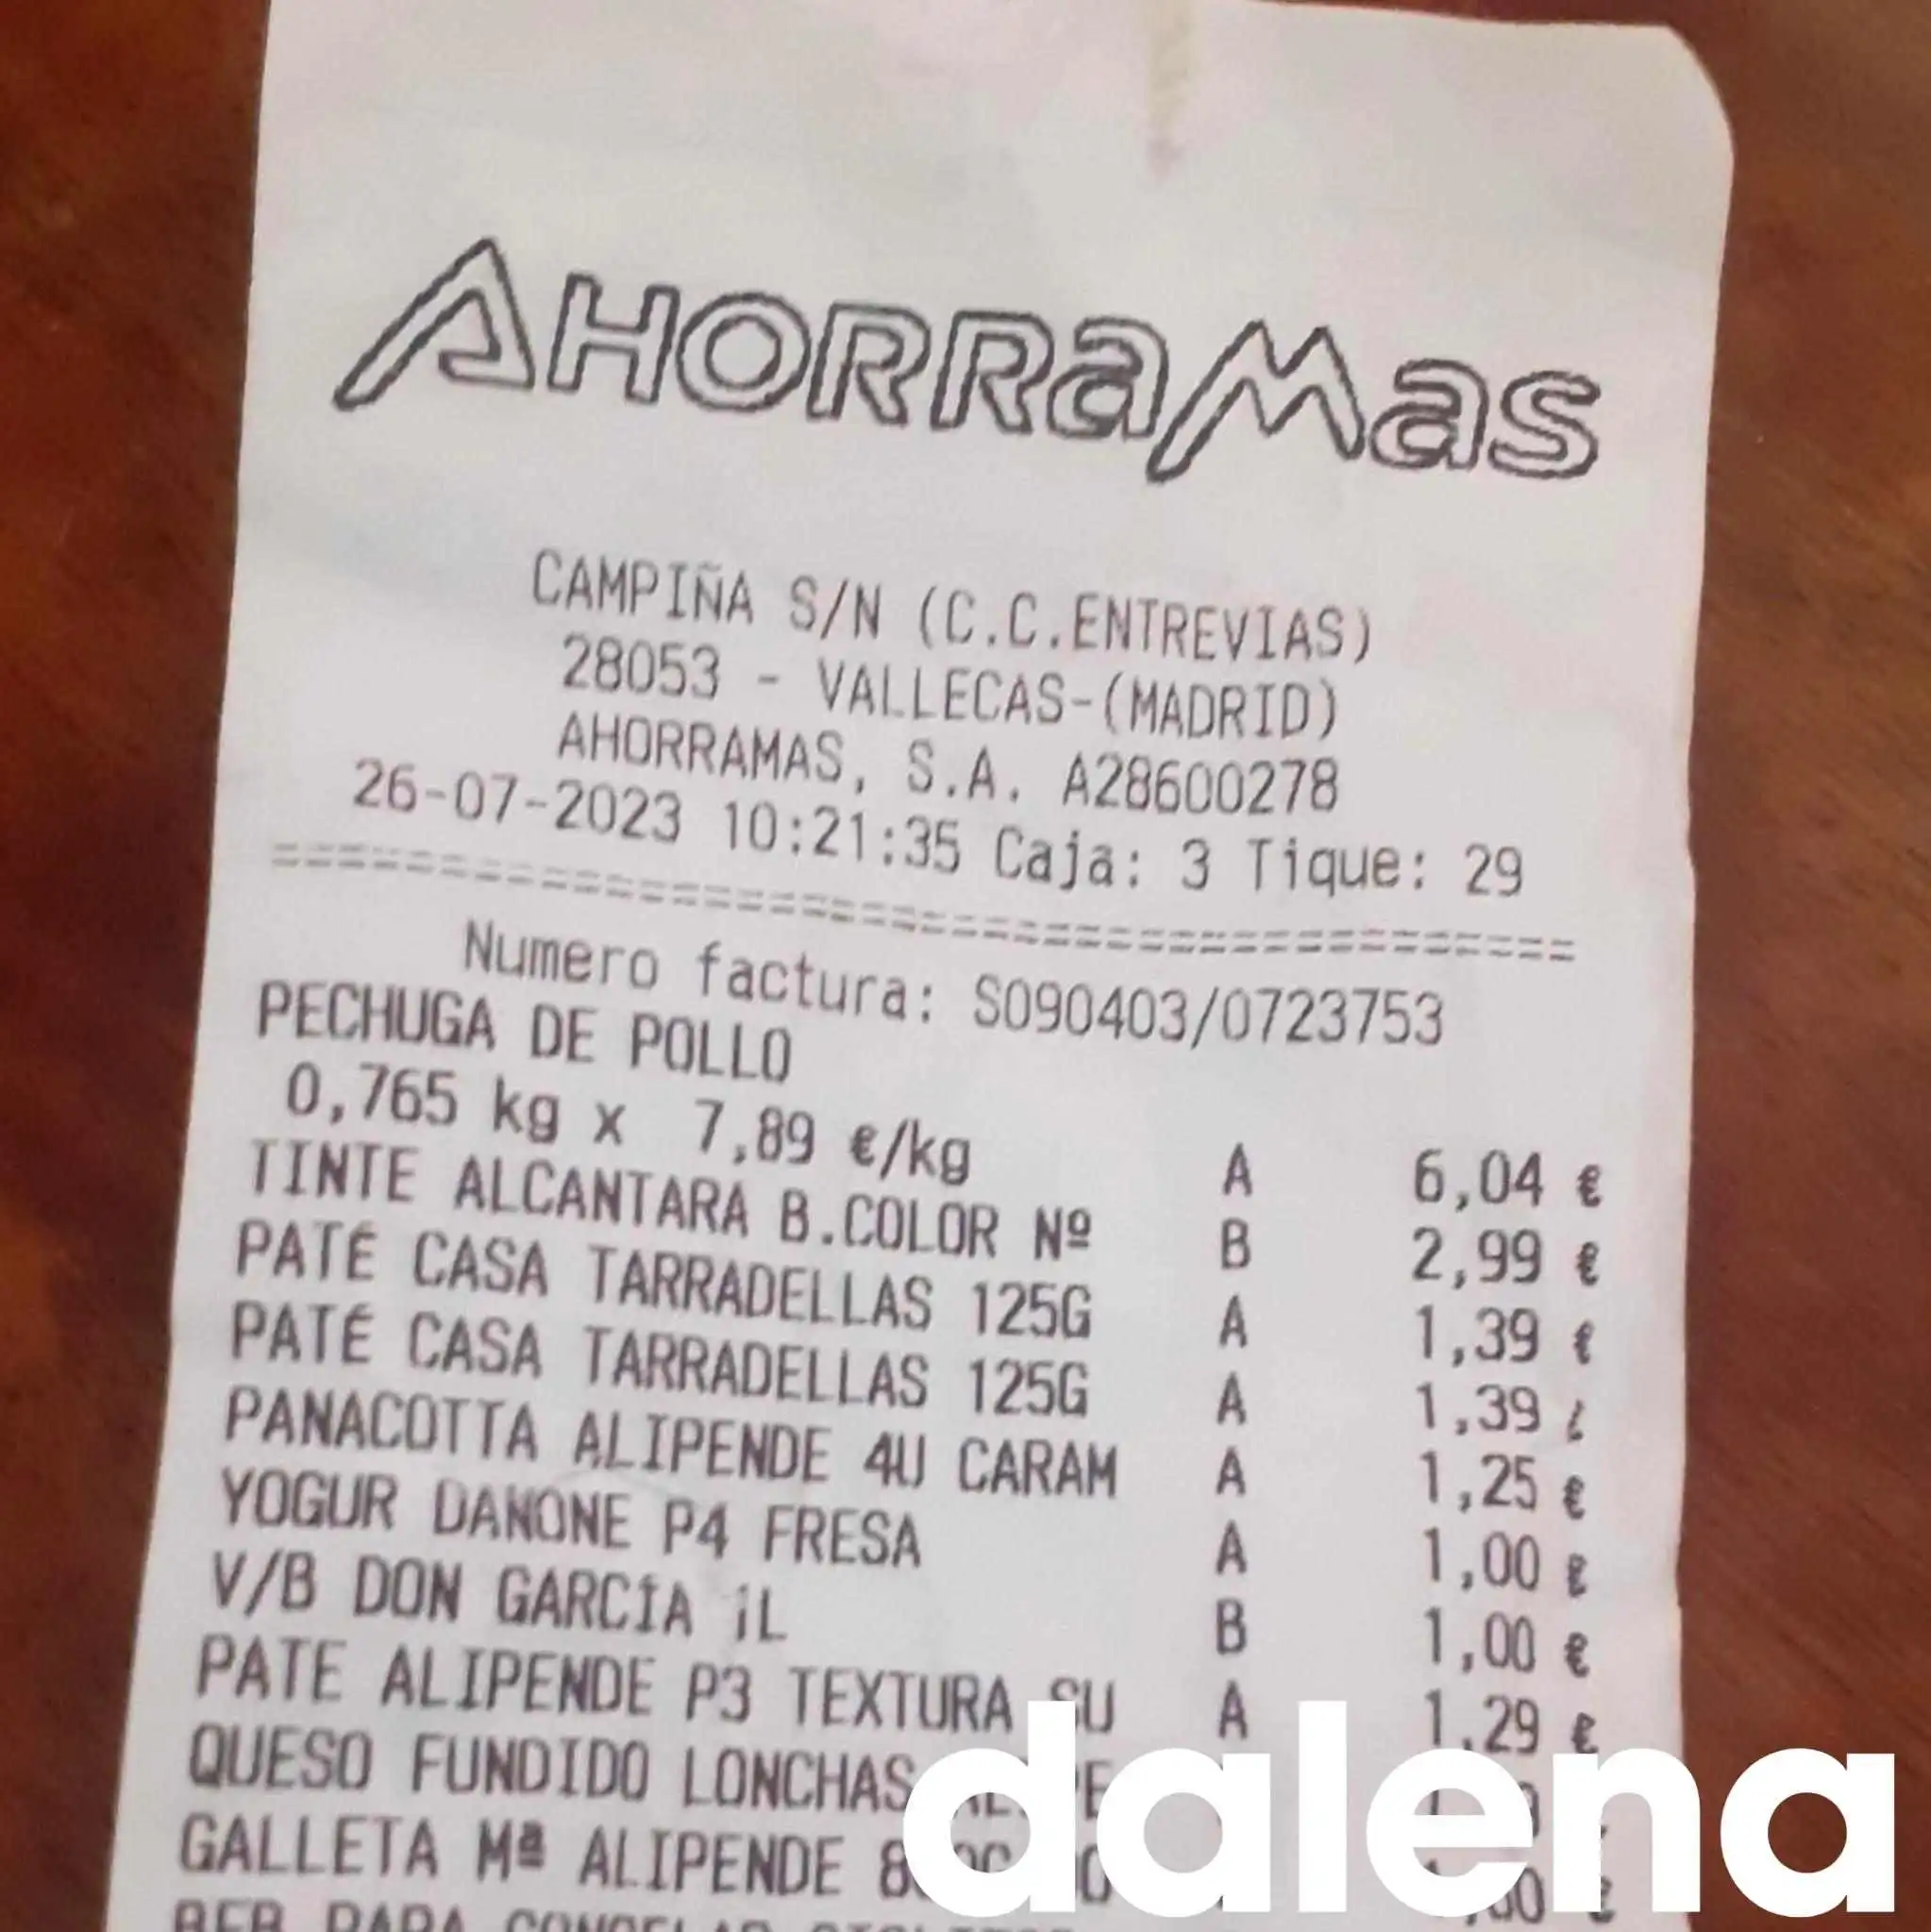 AHORRAMAS
CAMPIÑA S/N (C.C.ENTREVIAS)
28053 - VALLECAS-(MADRID)
AHORRAMAS, S.A. A28600278
26-07-2023 10:21:35 Caja: 3 Tique: 29
Numero factura: S090403/0723753
PECHUGA DE POLLO
0,765 kg x 7,89 €/kg A 6,04 €
TINTE ALCANTARA B.COLOR Nº B 2,99 €
PATÉ CASA TARRADELLAS 125G A 1,39 €
PATÉ CASA TARRADELLAS 125G A 1,39 €
PANACOTTA ALIPENDE 4U CARAM A 1,25 €
YOGUR DANONE P4 FRESA A 1,00 €
V/B DON GARCÍA 1L B 1,00 €
PATE ALIPENDE P3 TEXTURA SU A 1,29 €
QUESO FUNDIDO LONCHAS
GALLETA Mª ALIPENDE
dalena